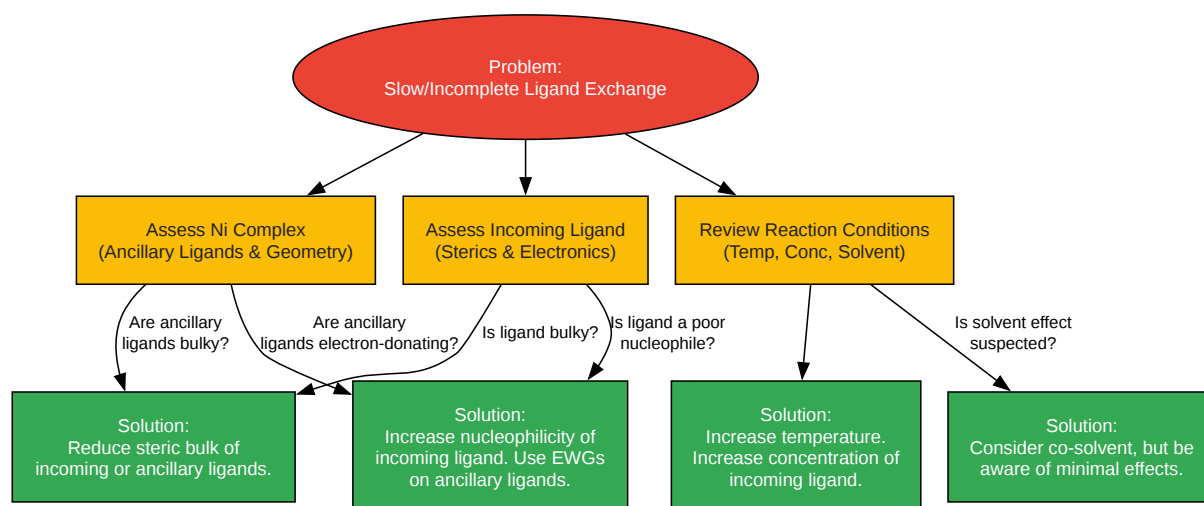 Problem:
Slow/Incomplete Ligand Exchange
Assess Ni Complex
(Ancillary Ligands & Geometry)
Assess Incoming Ligand
(Sterics & Electronics)
Review Reaction Conditions
(Temp, Conc, Solvent)
Are ancillary
ligands bulky?
Are ancillary
ligands electron-donating?
Is ligand bulky?
Is ligand a poor
nucleophile?
Is solvent effect
suspected?
Solution:
Reduce steric bulk of
incoming or ancillary ligands.
Solution:
Increase nucleophilicity of
incoming ligand. Use EWGs
on ancillary ligands.
Solution:
Increase temperature.
Increase concentration of
incoming ligand.
Solution:
Consider co-solvent, but be
aware of minimal effects.